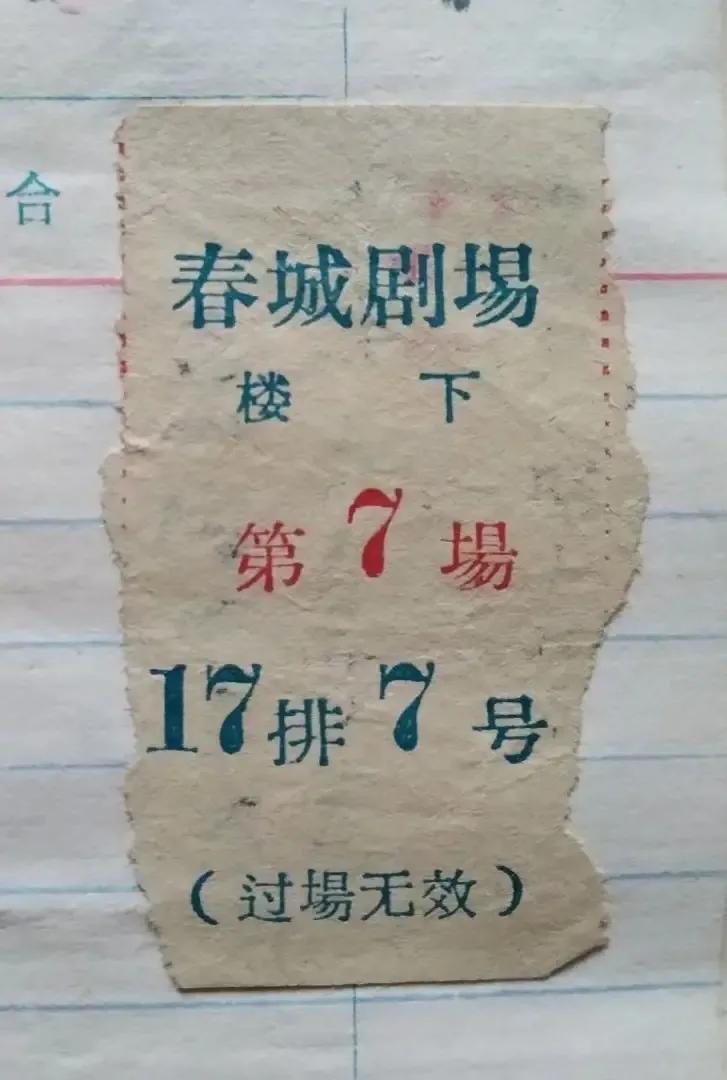 合
春城剧場
楼 下
第 7 場
17排 7 号
(过場无效)